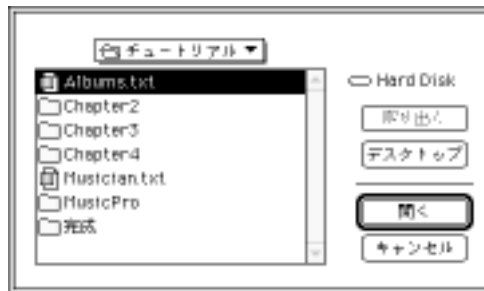 チュートリアル
Albums.txt
Chapter2
Chapter3
Chapter4
Musician.txt
MusicPro
完成
Hard Disk
取り出し
デスクトップ
開く
キャンセル